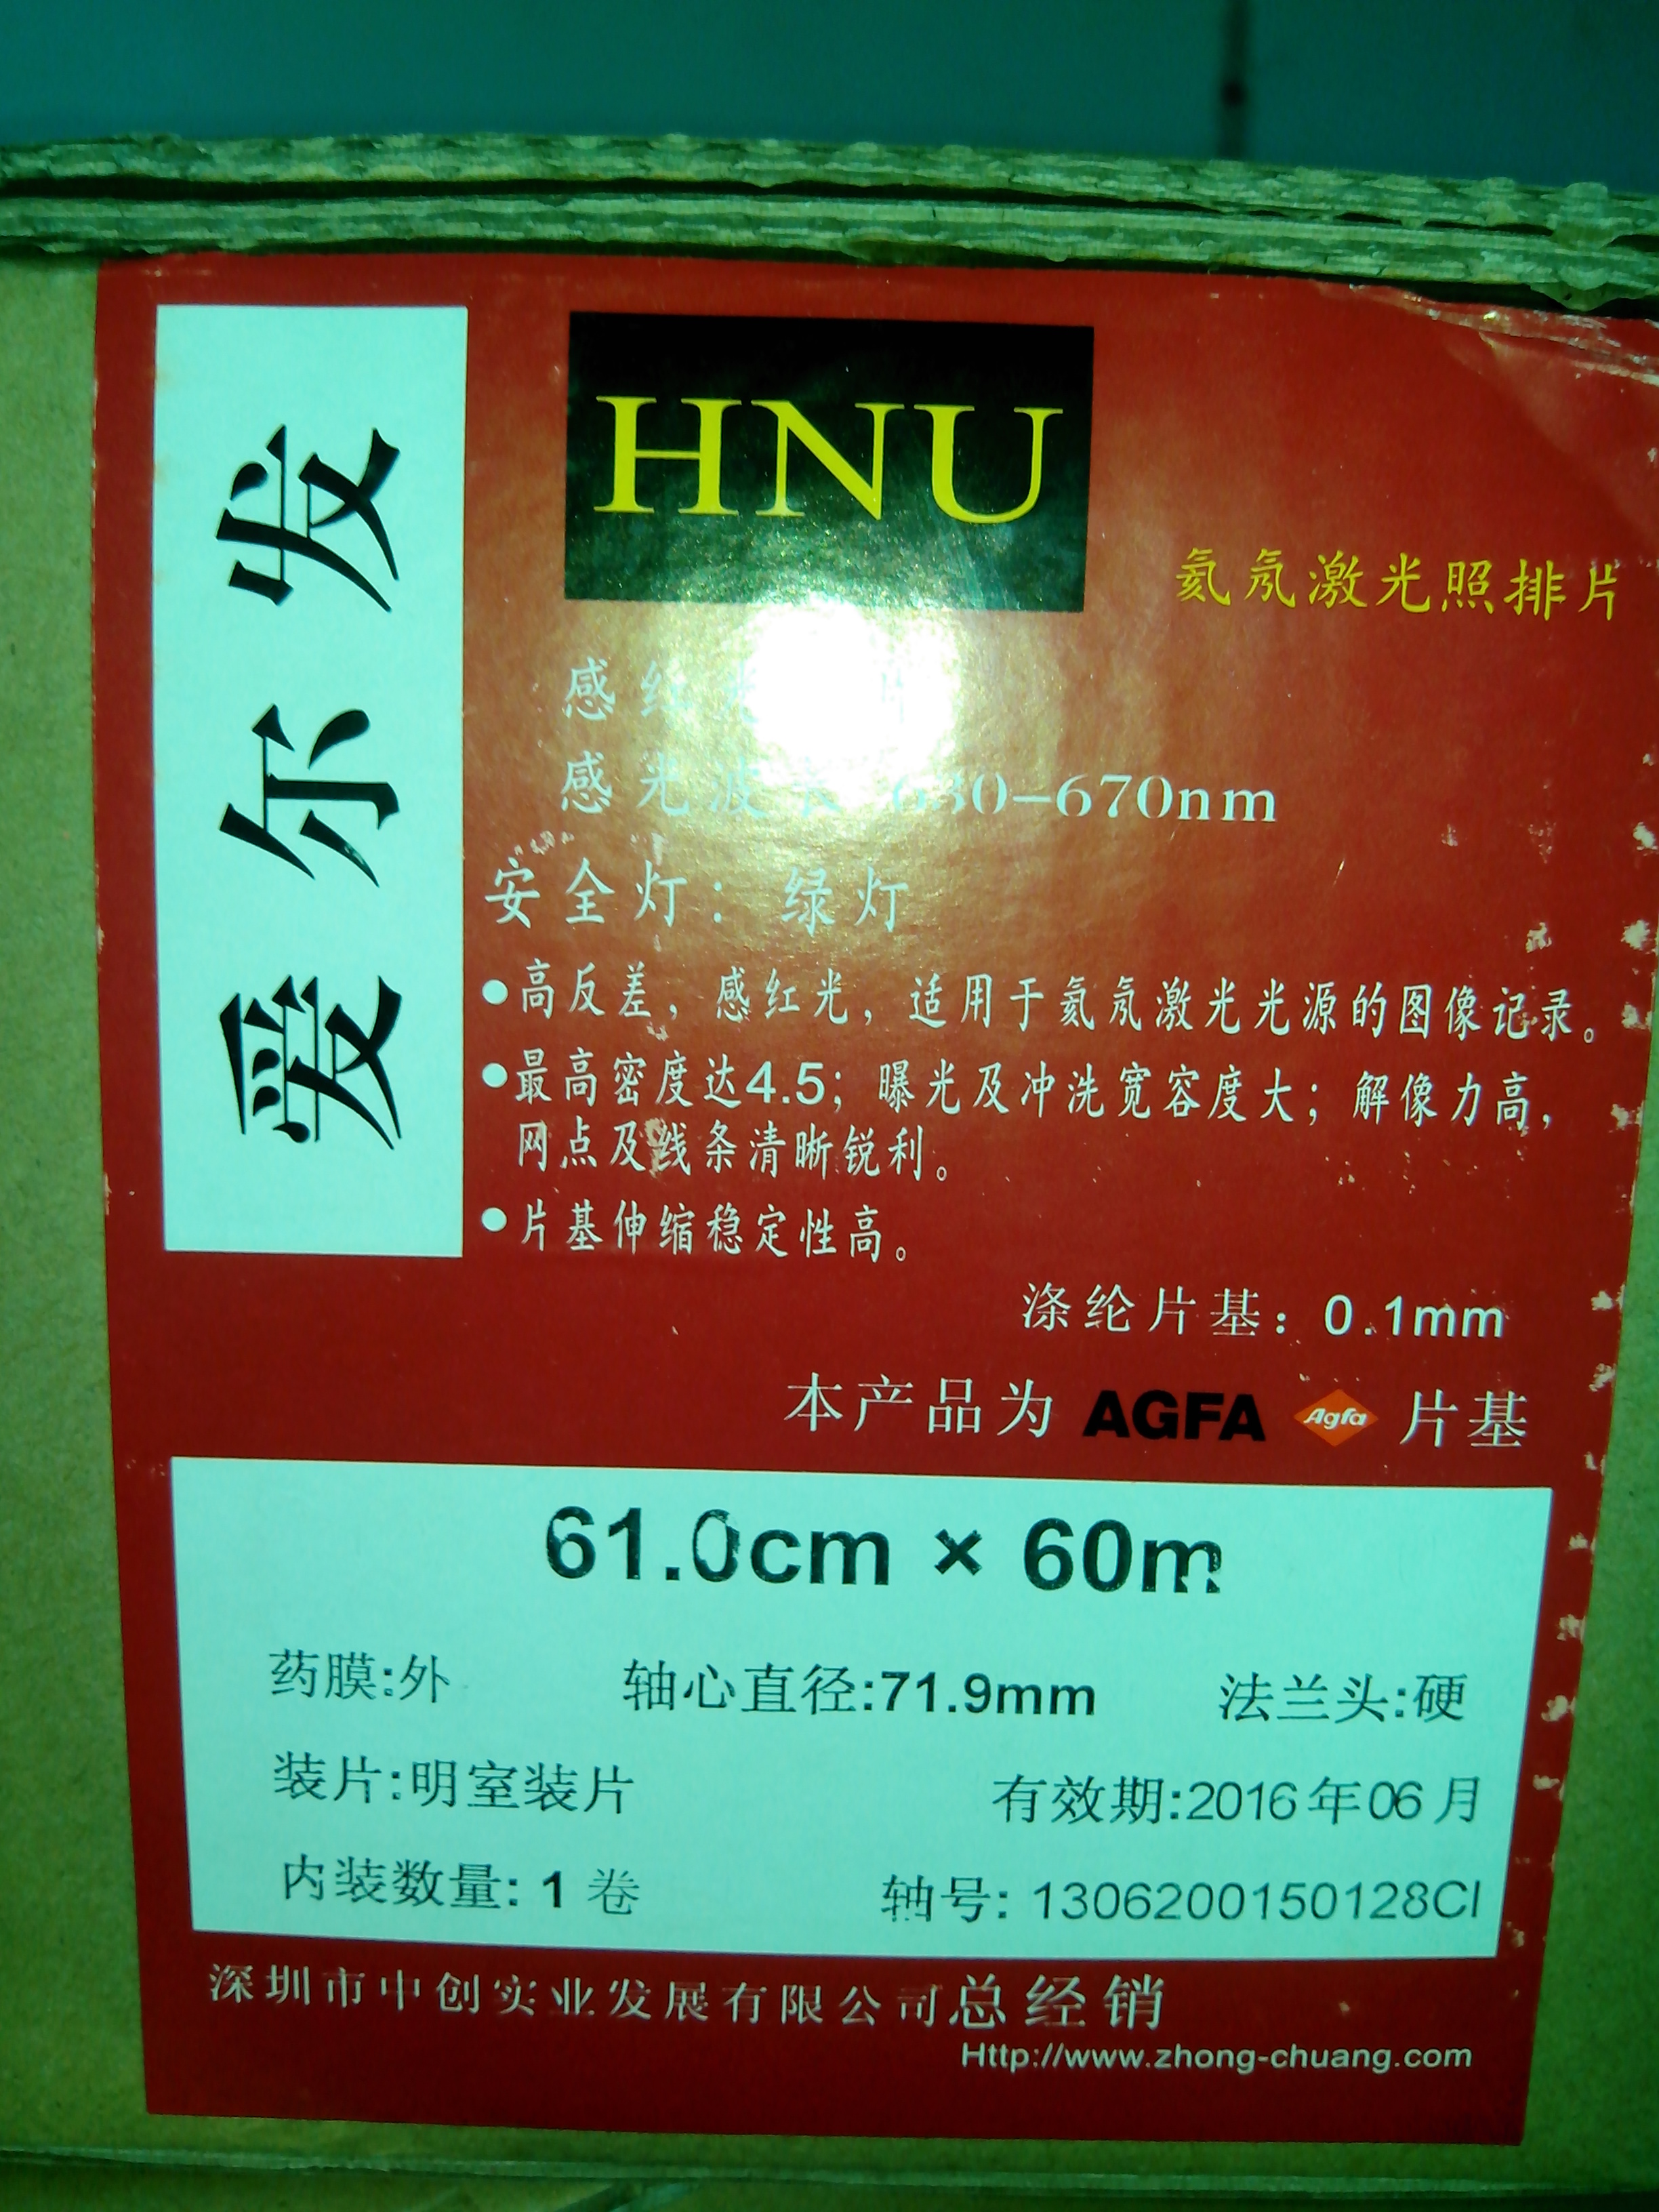 爱尔发
HNU
氦氖激光照排片
感红
感光波长 630-670nm
安全灯： 绿灯
●高反差，感红光，适用于氦氖激光光源的图像记录。
●最高密度达4.5；曝光及冲洗宽容度大；解像力高，
网点及线条清晰锐利。
●片基伸缩稳定性高。
涤纶片基：0.1mm
本产品为 AGFA Agfa 片基
61.0cm × 60m
药膜:外 轴心直径:71.9mm 法兰头:硬
装片:明室装片 有效期:2016年06月
内装数量: 1 卷 轴号: 1306200150128CI
深圳市中创实业发展有限公司总经销
Http://www.zhong-chuang.com